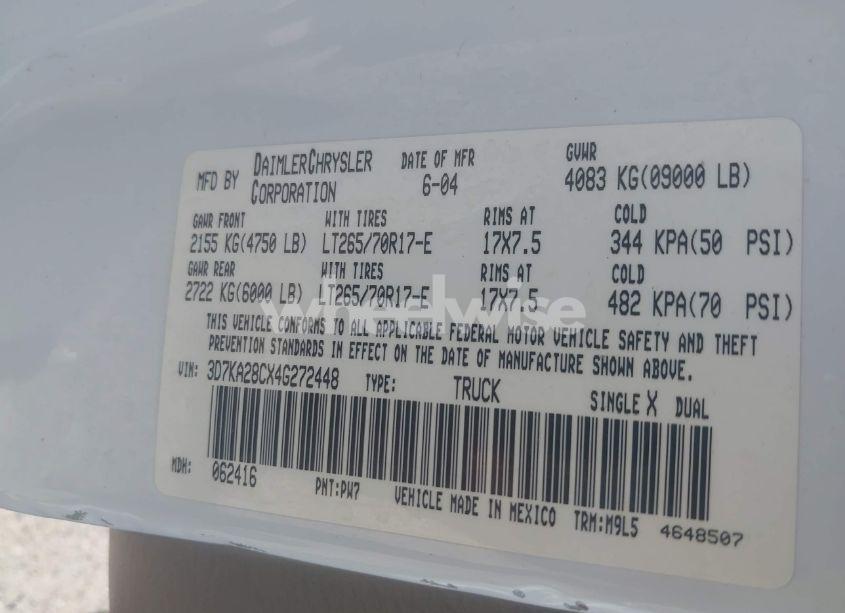 MFD BY DAIMLERCHRYSLER CORPORATION DATE OF MFR 6-04 GVWR 4083 KG(09000 LB)
GAWR FRONT WITH TIRES RIMS AT COLD
2155 KG(4750 LB) LT265/70R17-E 17X7.5 344 KPA(50 PSI)
GAWR REAR WITH TIRES RIMS AT COLD
2722 KG(6000 LB) LT265/70R17-E 17X7.5 482 KPA(70 PSI)
wheelwise
THIS VEHICLE CONFORMS TO ALL APPLICABLE FEDERAL MOTOR VEHICLE SAFETY AND THEFT
PREVENTION STANDARDS IN EFFECT ON THE DATE OF MANUFACTURE SHOWN ABOVE.
VIN: 3D7KA28CX4G272448 TYPE: TRUCK SINGLE X DUAL
MDH: 062416 PNT:PW7 VEHICLE MADE IN MEXICO TRM:M9L5 4648507